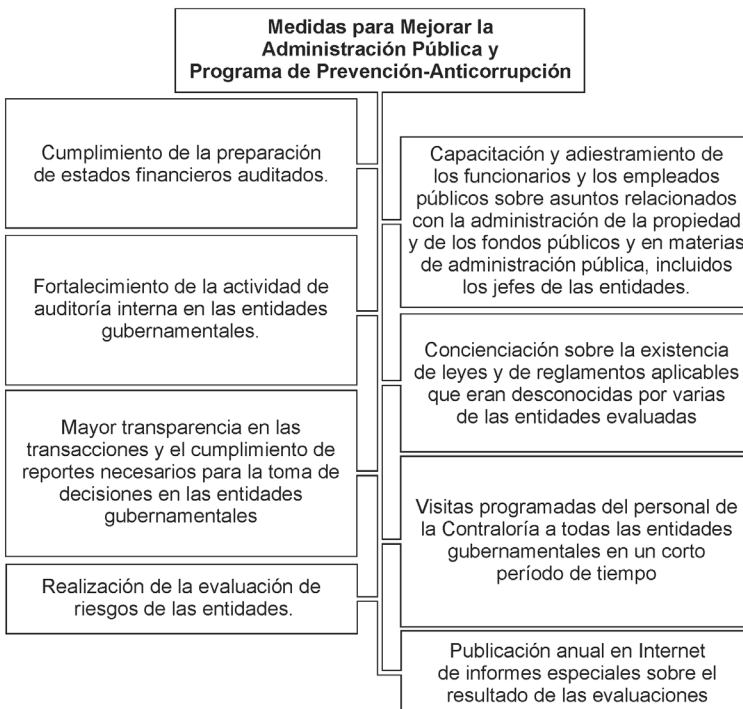 Medidas para Mejorar la
Administración Pública y
Programa de Prevención-Anticorrupción
Cumplimiento de la preparación
de estados financieros auditados.
Capacitación y adiestramiento de
los funcionarios y los empleados
públicos sobre asuntos relacionados
con la administración de la propiedad
y de los fondos públicos y en materias
de administración pública, incluidos
los jefes de las entidades.
Fortalecimiento de la actividad de
auditoría interna en las entidades
gubernamentales.
Concienciación sobre la existencia
de leyes y de reglamentos aplicables
que eran desconocidas por varias
de las entidades evaluadas
Mayor transparencia en las
transacciones y el cumplimiento de
reportes necesarios para la toma de
decisiones en las entidades
gubernamentales
Visitas programadas del personal de
la Contraloría a todas las entidades
gubernamentales en un corto
período de tiempo
Realización de la evaluación de
riesgos de las entidades.
Publicación anual en Internet
de informes especiales sobre el
resultado de las evaluaciones